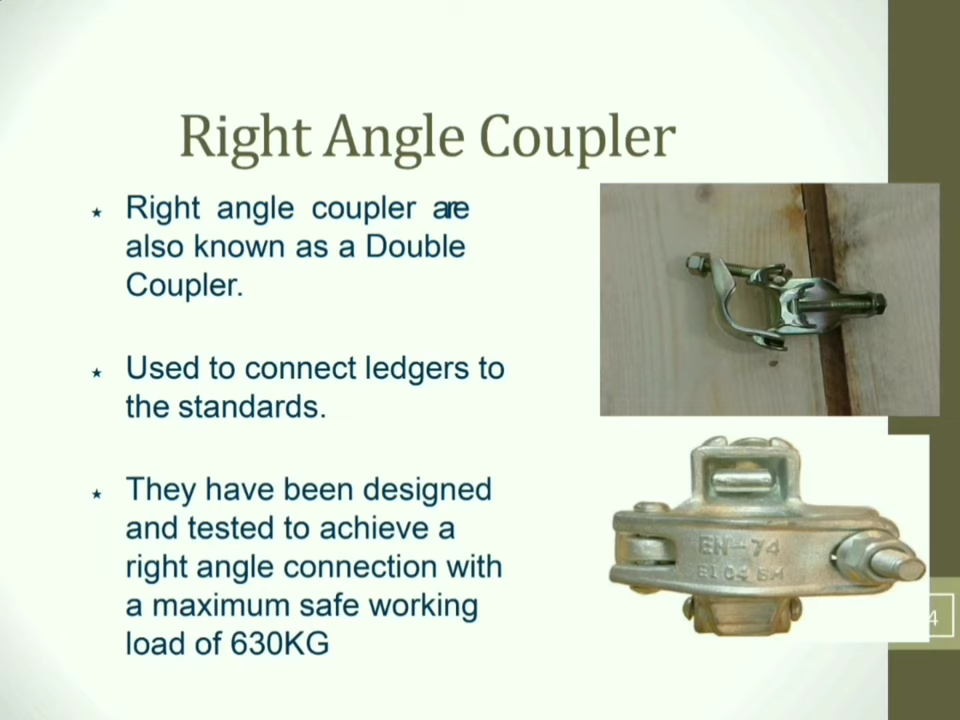 Right Angle Coupler
★ Right angle coupler are
also known as a Double
Coupler.
★ Used to connect ledgers to
the standards.
★ They have been designed
and tested to achieve a
right angle connection with
a maximum safe working
load of 630KG
EN-74
4